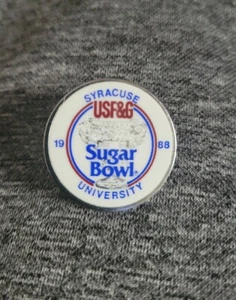 SYRACUSE
USF&G
19 88
Sugar
Bowl
UNIVERSITY